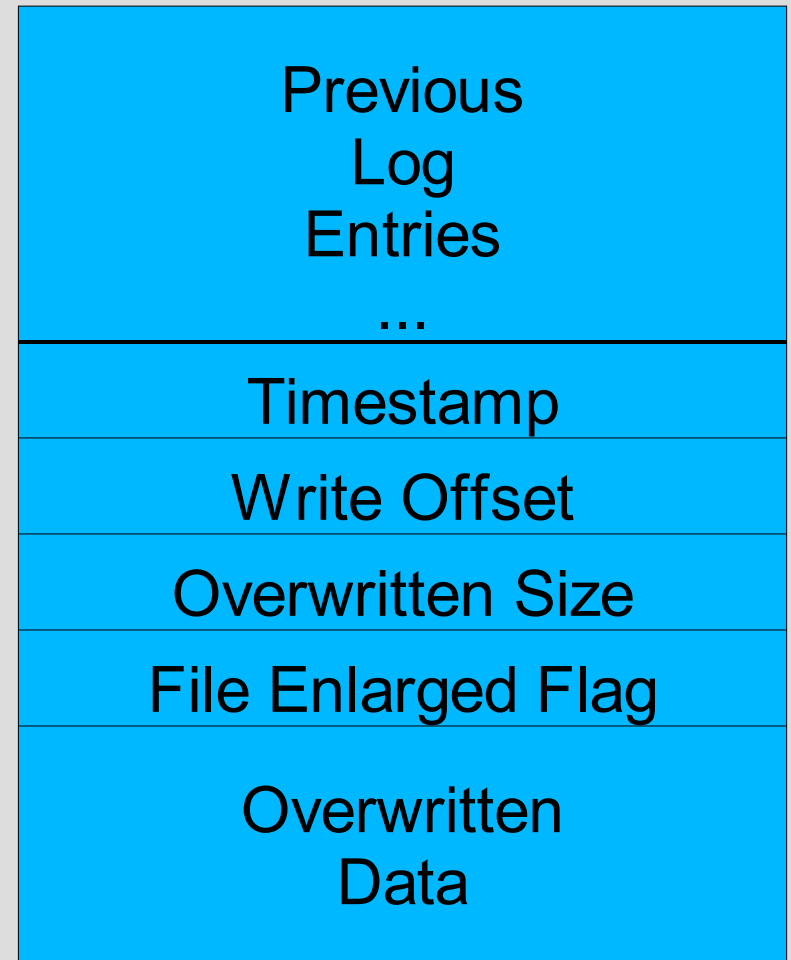 Previous
Log
Entries
...
Timestamp
Write Offset
Overwritten Size
File Enlarged Flag
Overwritten
Data